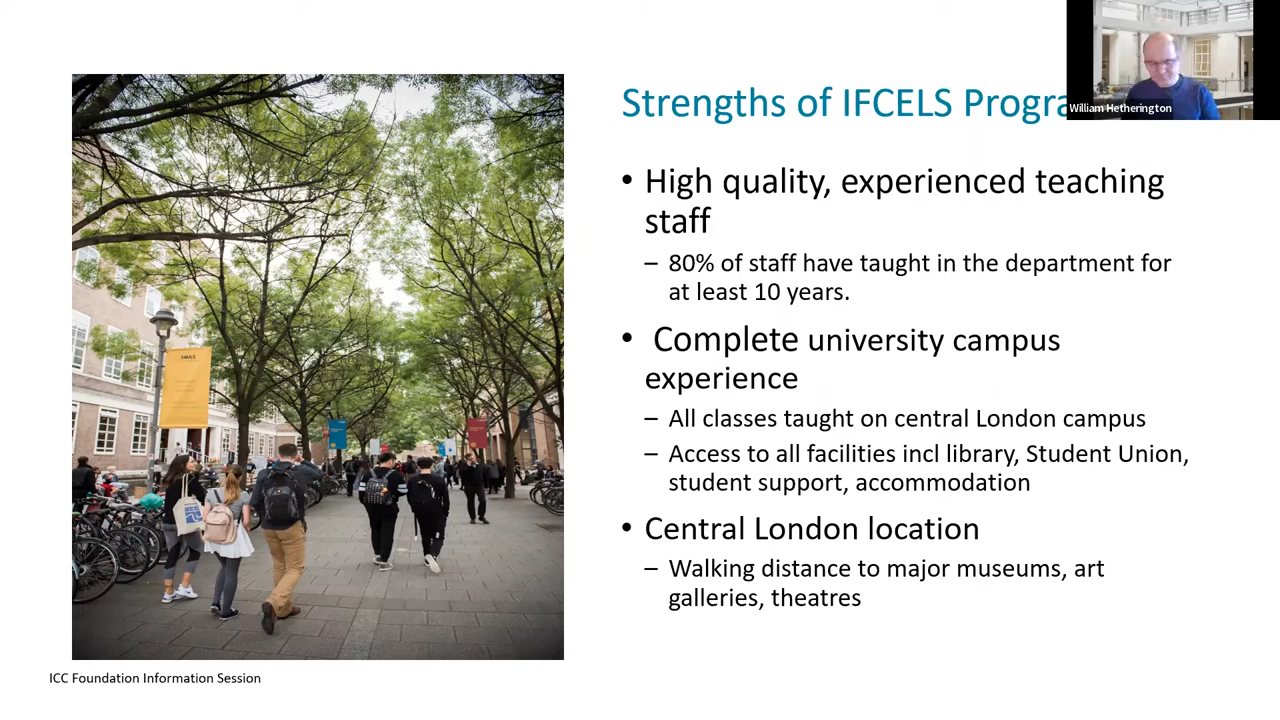 Strengths of IFCELS Progra
William Hetherington
• High quality, experienced teaching
staff
– 80% of staff have taught in the department for
at least 10 years.
• Complete university campus
experience
– All classes taught on central London campus
– Access to all facilities incl library, Student Union,
student support, accommodation
• Central London location
– Walking distance to major museums, art
galleries, theatres
SOAS
ICC Foundation Information Session